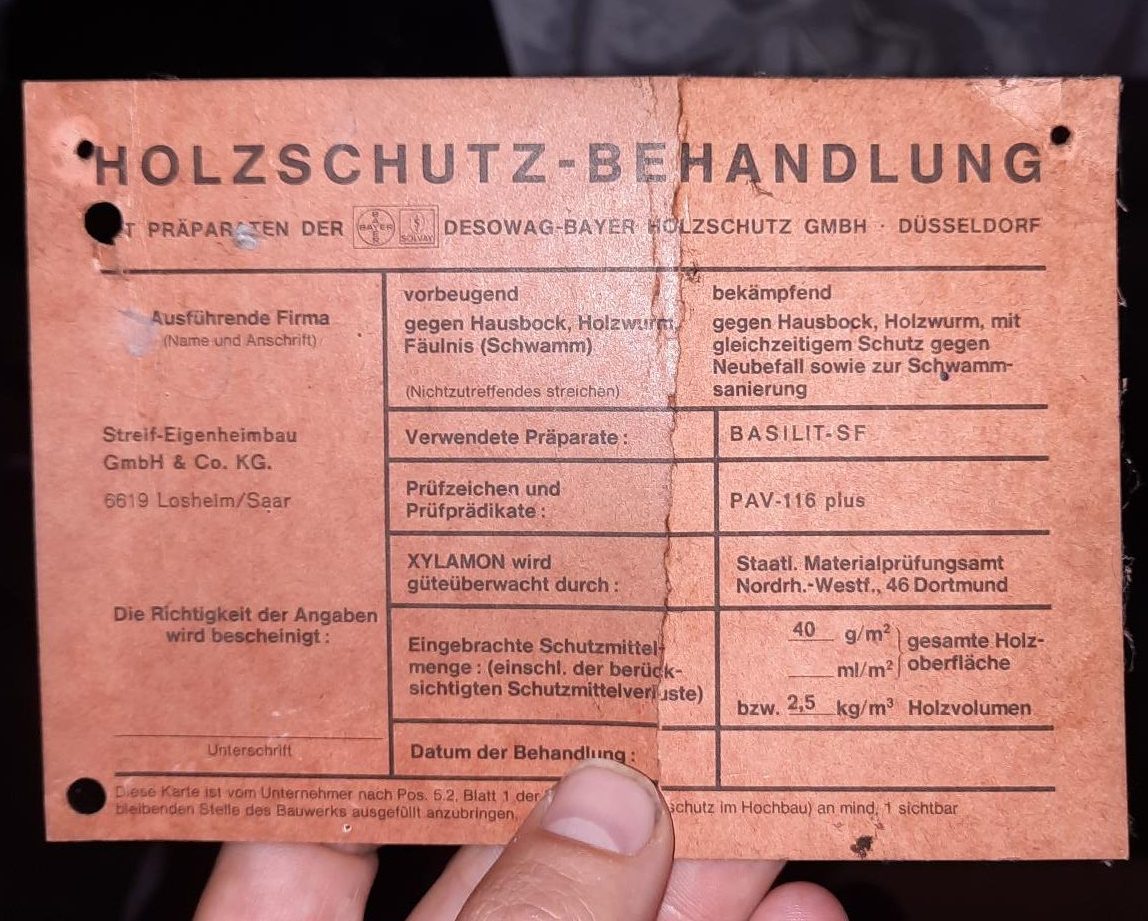 HOLZSCHUTZ-BEHANDLUNG
PRÄPARATEN DER BAYER SOLVAY DESOWAG-BAYER HOLZSCHUTZ GMBH · DÜSSELDORF
Ausführende Firma
(Name und Anschrift)
Streif-Eigenheimbau
GmbH & Co. KG.
6619 Losheim/Saar
Die Richtigkeit der Angaben
wird bescheinigt :
Unterschrift
vorbeugend
gegen Hausbock, Holzwurm,
Fäulnis (Schwamm)
(Nichtzutreffendes streichen)
bekämpfend
gegen Hausbock, Holzwurm, mit
gleichzeitigem Schutz gegen
Neubefall sowie zur Schwamm-
sanierung
Verwendete Präparate :
BASILIT-SF
Prüfzeichen und
Prüfprädikate :
PAV-116 plus
XYLAMON wird
güteüberwacht durch :
Staatl. Materialprüfungsamt
Nordrh.-Westf., 46 Dortmund
Eingebrachte Schutzmittel-
menge : (einschl. der berück-
sichtigten Schutzmittelverluste)
40 g/m²
ml/m²
gesamte Holz-
oberfläche
bzw. 2,5 kg/m³ Holzvolumen
Datum der Behandlung :
Diese Karte ist vom Unternehmer nach Pos. 5.2, Blatt 1 der schutz im Hochbau) an mind. 1 sichtbar
bleibenden Stelle des Bauwerks ausgefüllt anzubringen.